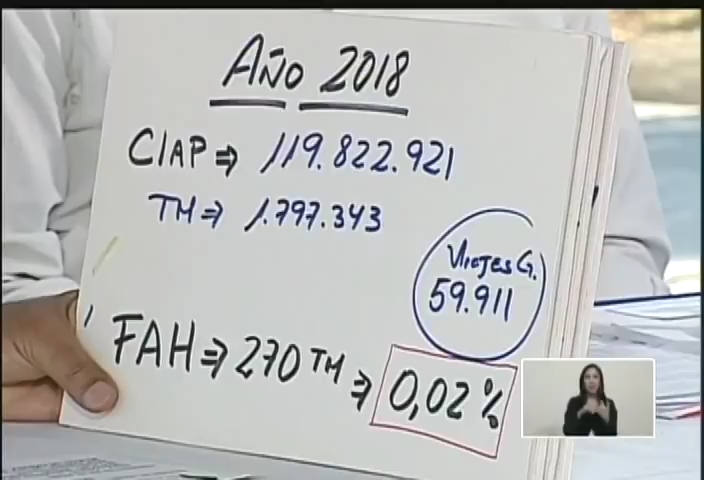 AÑO 2018
CLAP ⇒ 119.822.921
TM ⇒ 1.797.343
Viajes G.
59.911
FAH ⇒ 270 TM ⇒ 0,02%